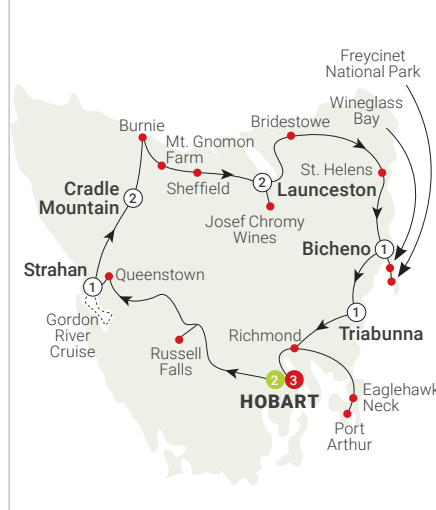 Freycinet
National Park
Wineglass
Bay
Bridestowe
Burnie
Mt. Gnomon
Farm
St. Helens
Sheffield
2
Launceston
Cradle
Mountain
2
Josef Chromy
Wines
Bicheno
1
Strahan
1
Queenstown
1
Triabunna
Gordon
River
Cruise
Richmond
Russell
Falls
2
3
HOBART
Eaglehawk
Neck
Port
Arthur